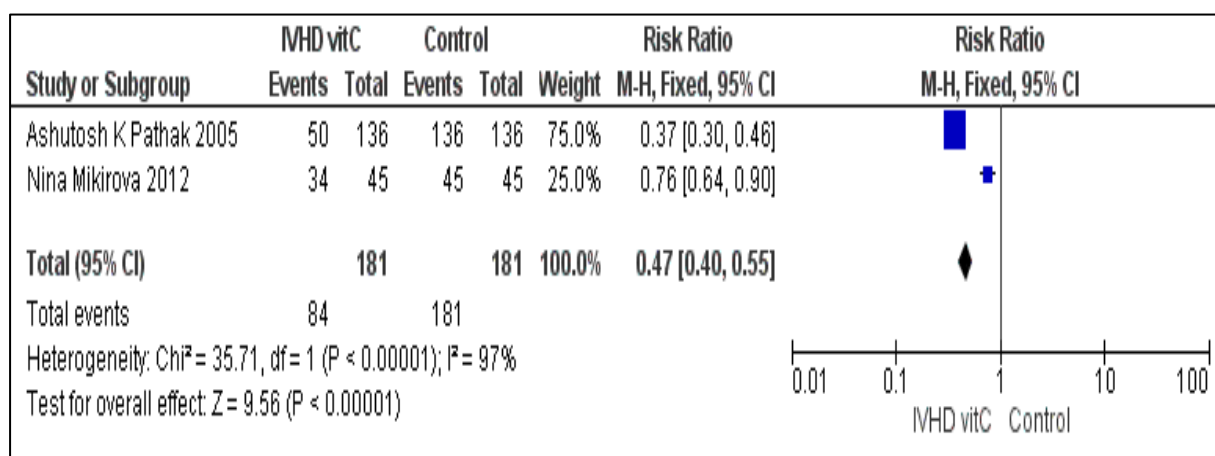 IVHD vitC Control Risk Ratio Risk Ratio
Study or Subgroup Events Total Events Total Weight M-H, Fixed, 95% CI M-H, Fixed, 95% CI
Ashutosh K Pathak 2005 50 136 136 136 75.0% 0.37 [0.30, 0.46]
Nina Mikirova 2012 34 45 45 45 25.0% 0.76 [0.64, 0.90]
Total (95% CI) 181 181 100.0% 0.47 [0.40, 0.55]
Total events 84 181
Heterogeneity: Chi² = 35.71, df = 1 (P < 0.00001); I² = 97%
Test for overall effect: Z = 9.56 (P < 0.00001)
0.01 0.1 1 10 100
IVHD vitC Control